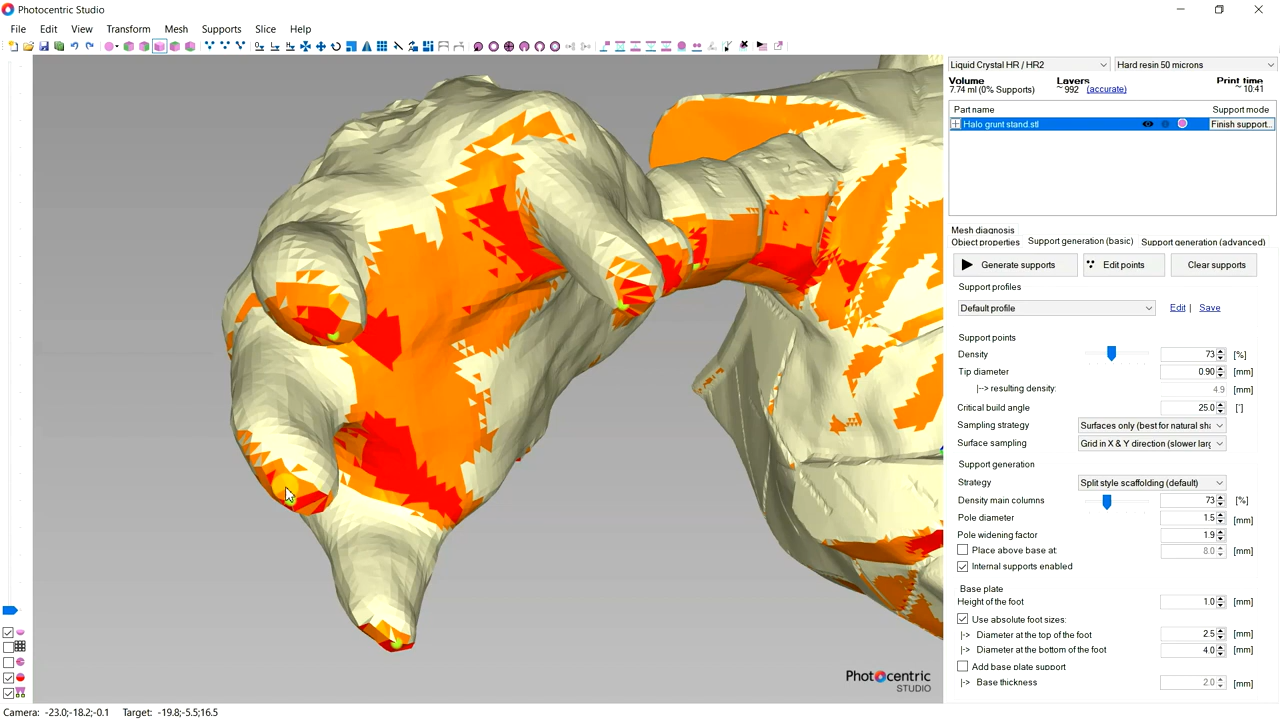 Photocentric Studio
File Edit View Transform Mesh Supports Slice Help
Liquid Crystal HR / HR2 Hard resin 50 microns
Volume Layers Print time
7.74 ml (0% Supports) ~ 992 (accurate) ~ 10:41
Part name Support mode
Halo grunt stand.stl Finish support...
Mesh diagnosis
Object properties Support generation (basic) Support generation (advanced)
Generate supports Edit points Clear supports
Support profiles
Default profile Edit | Save
Support points
Density 73 [%]
Tip diameter 0.90 [mm]
|--> resulting density: 4.9 [mm]
Critical build angle 25.0 [°]
Sampling strategy Surfaces only (best for natural sha
Surface sampling Grid in X & Y direction (slower larg
Support generation
Strategy Split style scaffolding (default)
Density main columns 73 [%]
Pole diameter 1.5 [mm]
Pole widening factor 1.9
Place above base at: 8.0 [mm]
Internal supports enabled
Base plate
Height of the foot 1.0 [mm]
Use absolute foot sizes:
|-> Diameter at the top of the foot 2.5 [mm]
|-> Diameter at the bottom of the foot 4.0 [mm]
Add base plate support
|-> Base thickness 2.0 [mm]
Photocentric
STUDIO
Camera: -23.0;-18.2;-0.1 Target: -19.8;-5.5;16.5